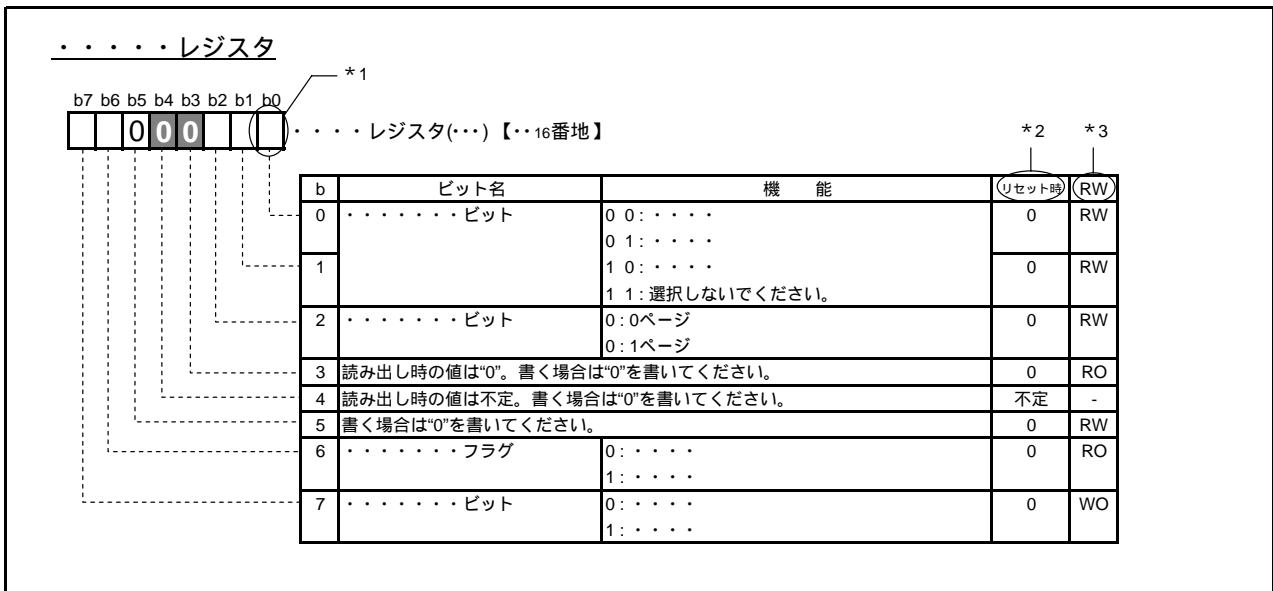 ・・・・・レジスタ
*1
b7 b6 b5 b4 b3 b2 b1 b0
0 0 0
・・・・レジスタ(・・・)【・・16番地】
*2 *3
b ビット名 機 能 リセット時 RW
0 ・・・・・・・ビット 0 0:・・・・ 0 RW
0 1:・・・・
1 1 0:・・・・ 0 RW
1 1:選択しないでください。
2 ・・・・・・・ビット 0:0ページ 0 RW
0:1ページ
3 読み出し時の値は“0”。書く場合は“0”を書いてください。 0 RO
4 読み出し時の値は不定。書く場合は“0”を書いてください。 不定 -
5 書く場合は“0”を書いてください。 0 RW
6 ・・・・・・・フラグ 0:・・・・ 0 RO
1:・・・・
7 ・・・・・・・ビット 0:・・・・ 0 WO
1:・・・・